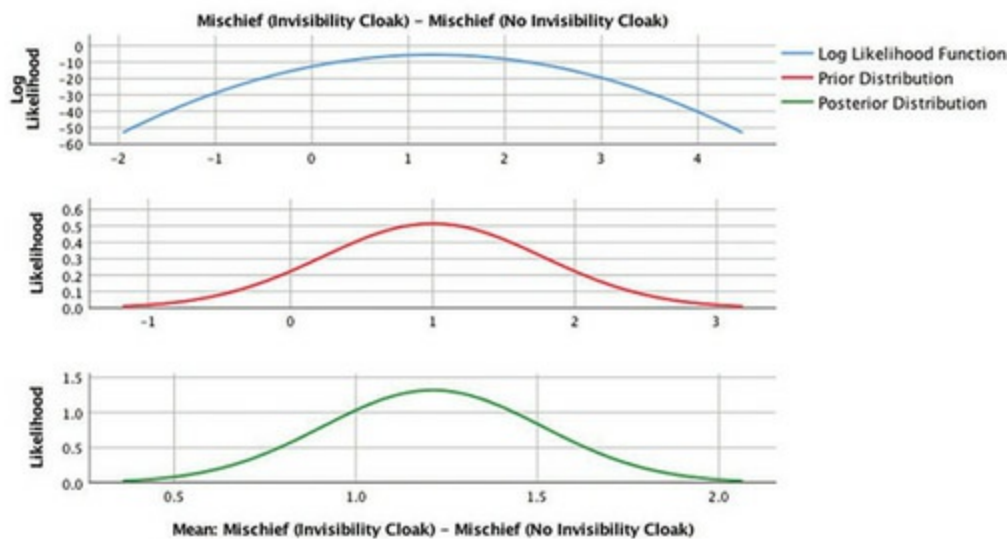 Mischief (Invisibility Cloak) – Mischief (No Invisibility Cloak)
Log Likelihood Function
Prior Distribution
Posterior Distribution
Log
Likelihood
0
-10
-20
-30
-40
-50
-60
-2 -1 0 1 2 3 4
Likelihood
0.6
0.5
0.4
0.3
0.2
0.1
0.0
-1 0 1 2 3
Likelihood
1.5
1.0
0.5
0.0
0.5 1.0 1.5 2.0
Mean: Mischief (Invisibility Cloak) – Mischief (No Invisibility Cloak)